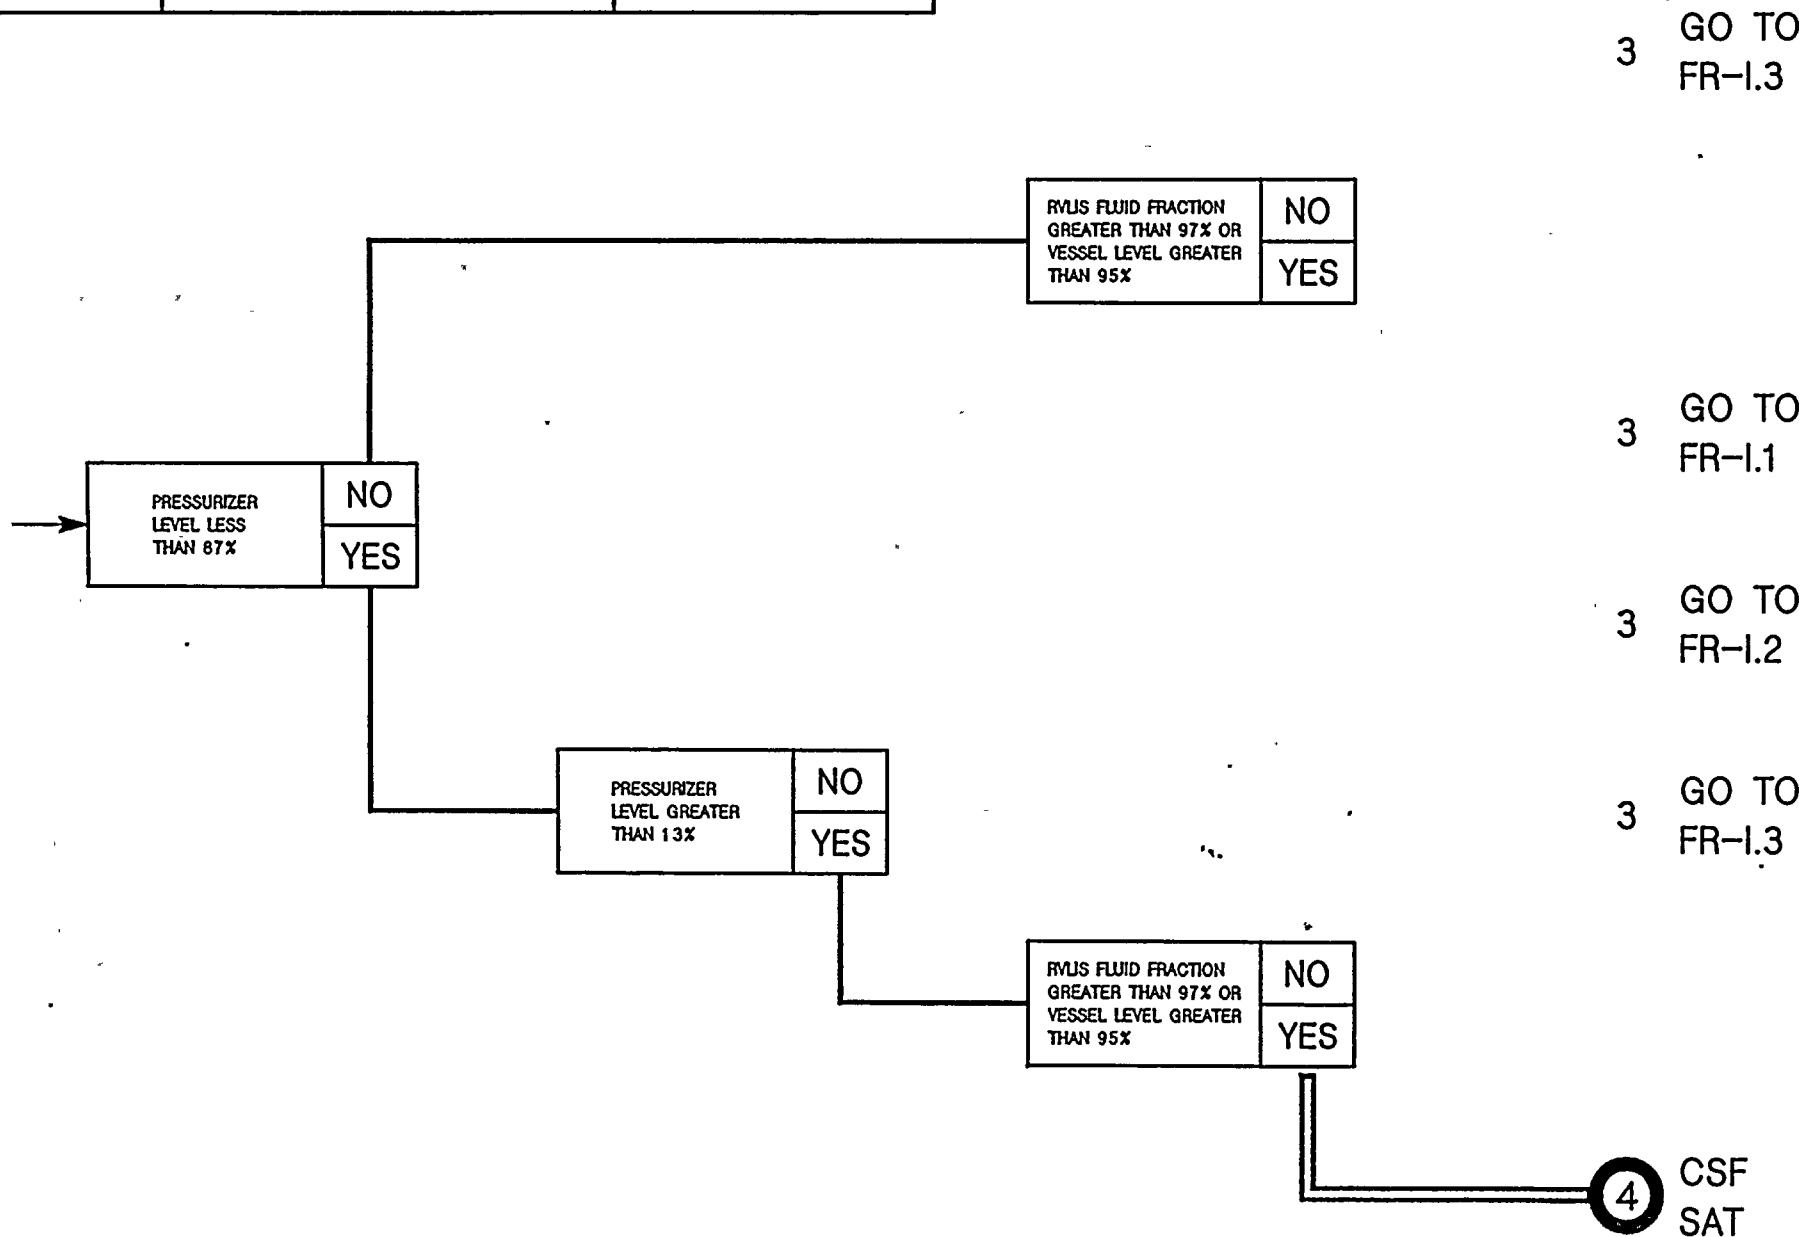 GO TO
3
FR-I.3
RVLIS FLUID FRACTION
GREATER THAN 97% OR
VESSEL LEVEL GREATER
THAN 95%
NO
YES
GO TO
3
FR-I.1
PRESSURIZER
LEVEL LESS
THAN 87%
NO
YES
GO TO
3
FR-I.2
PRESSURIZER
LEVEL GREATER
THAN 13%
NO
YES
GO TO
3
FR-I.3
RVLIS FLUID FRACTION
GREATER THAN 97% OR
VESSEL LEVEL GREATER
THAN 95%
NO
YES
4
CSF
SAT